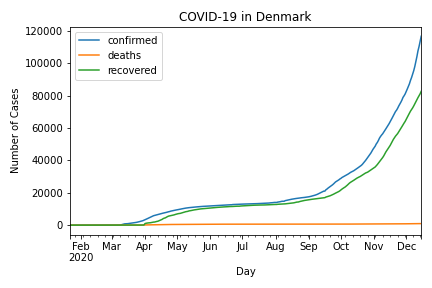 COVID-19 in Denmark
confirmed
deaths
recovered
Number of Cases
120000
100000
80000
60000
40000
20000
0
Feb Mar Apr May Jun Jul Aug Sep Oct Nov Dec
2020
Day